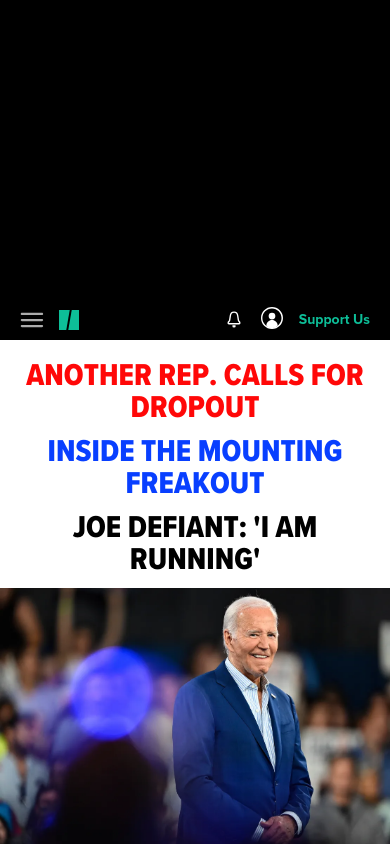 Support Us
ANOTHER REP. CALLS FOR
DROPOUT
INSIDE THE MOUNTING
FREAKOUT
JOE DEFIANT: 'I AM
RUNNING'